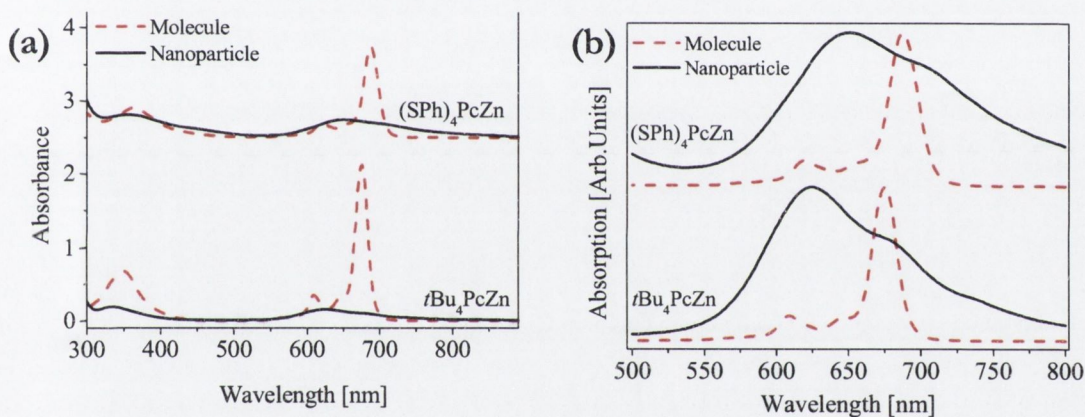 (a)
4
3
2
1
0
Absorbance
Molecule
Nanoparticle
(SPh)₄PcZn
tBu₄PcZn
300 400 500 600 700 800
Wavelength [nm]
(b)
Absorption [Arb.Units]
Molecule
Nanoparticle
(SPh)₄PcZn
tBu₄PcZn
500 550 600 650 700 750 800
Wavelength [nm]